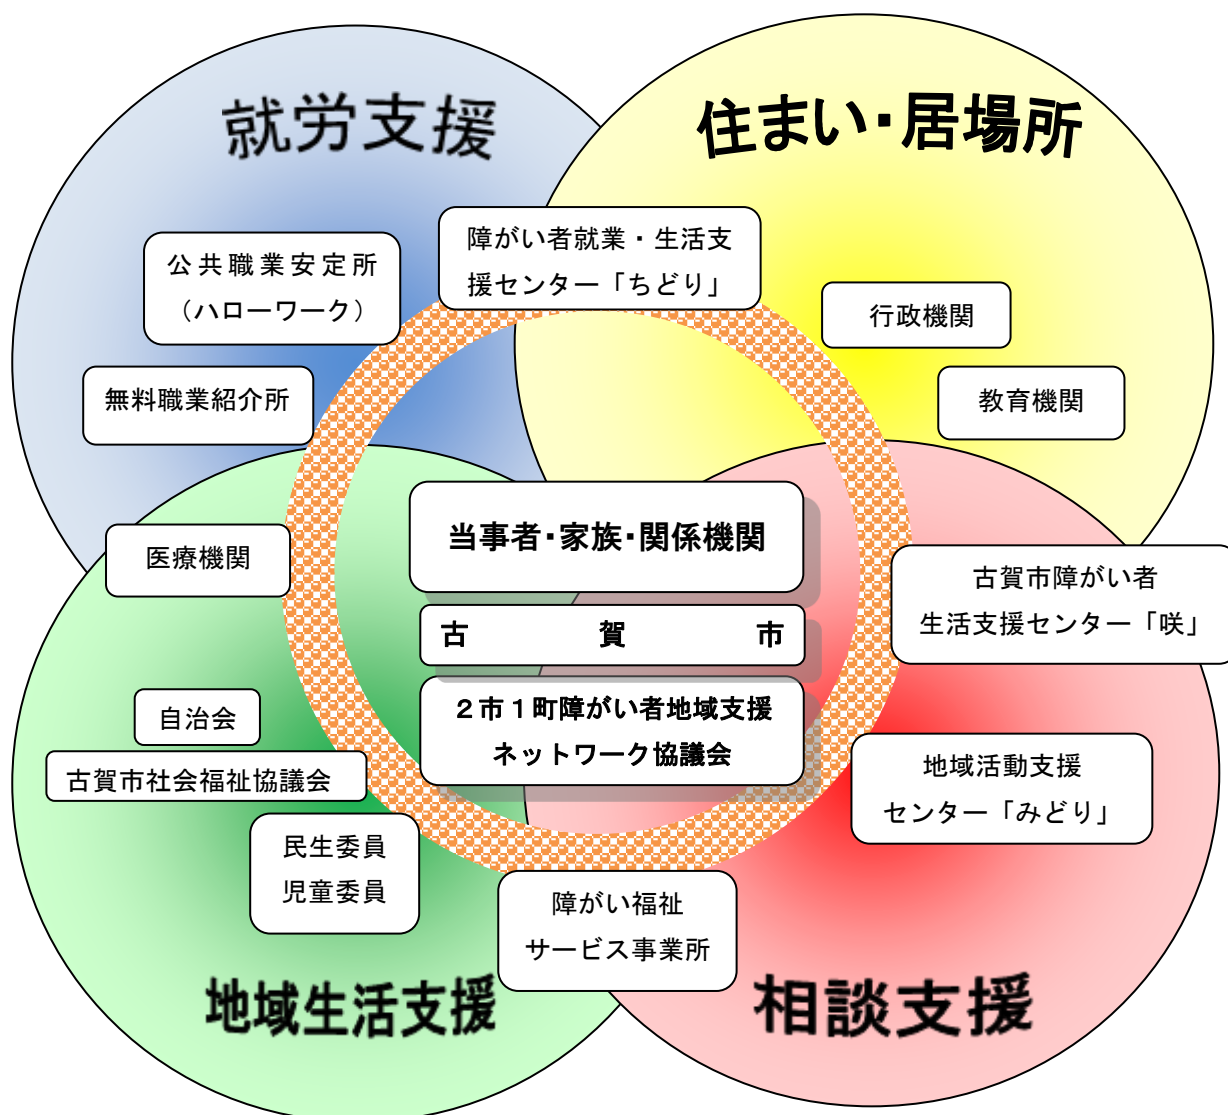 就労支援
住まい・居場所
障がい者就業・生活支
援センター「ちどり」
公共職業安定所
（ハローワーク）
行政機関
無料職業紹介所
教育機関
当事者・家族・関係機関
医療機関
古賀市障がい者
生活支援センター「咲」
古賀市
２市１町障がい者地域支援
ネットワーク協議会
自治会
古賀市社会福祉協議会
地域活動支援
センター「みどり」
民生委員
児童委員
障がい福祉
サービス事業所
地域生活支援
相談支援